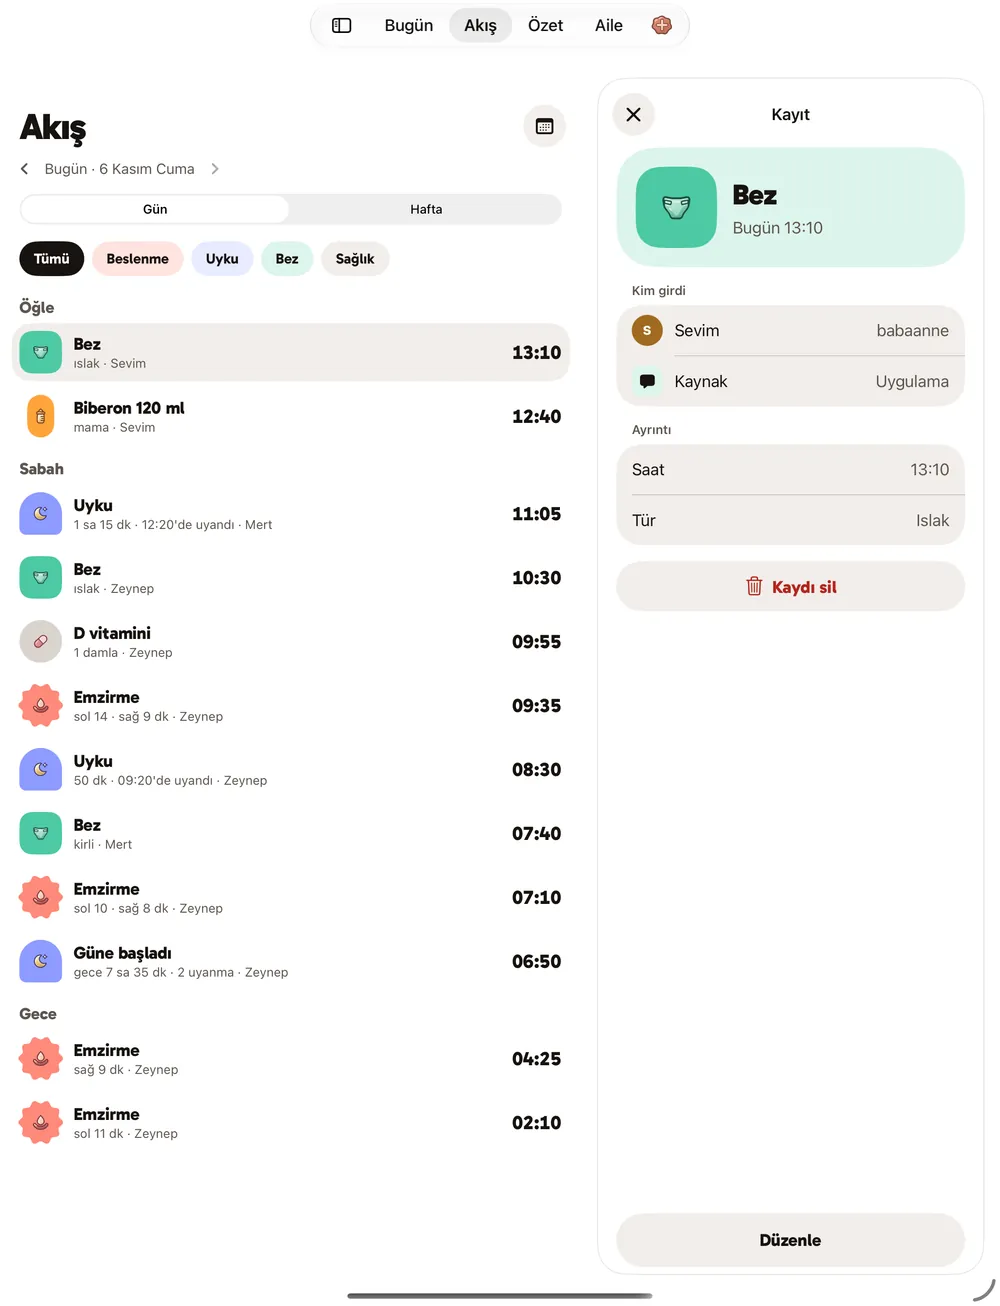 Bugün
Akış
Özet
Aile
Akış
Bugün · 6 Kasım Cuma
Gün
Hafta
Tümü
Beslenme
Uyku
Bez
Sağlık
Öğle
Bez
ıslak · Sevim
13:10
Biberon 120 ml
mama · Sevim
12:40
Sabah
Uyku
1 sa 15 dk · 12:20'de uyandı · Mert
11:05
Bez
ıslak · Zeynep
10:30
D vitamini
1 damla · Zeynep
09:55
Emzirme
sol 14 · sağ 9 dk · Zeynep
09:35
Uyku
50 dk · 09:20'de uyandı · Zeynep
08:30
Bez
kirli · Mert
07:40
Emzirme
sol 10 · sağ 8 dk · Zeynep
07:10
Güne başladı
gece 7 sa 35 dk · 2 uyanma · Zeynep
06:50
Gece
Emzirme
sağ 9 dk · Zeynep
04:25
Emzirme
sol 11 dk · Zeynep
02:10
Kayıt
Bez
Bugün 13:10
Kim girdi
S
Sevim
babaanne
Kaynak
Uygulama
Ayrıntı
Saat
13:10
Tür
Islak
Kaydı sil
Düzenle